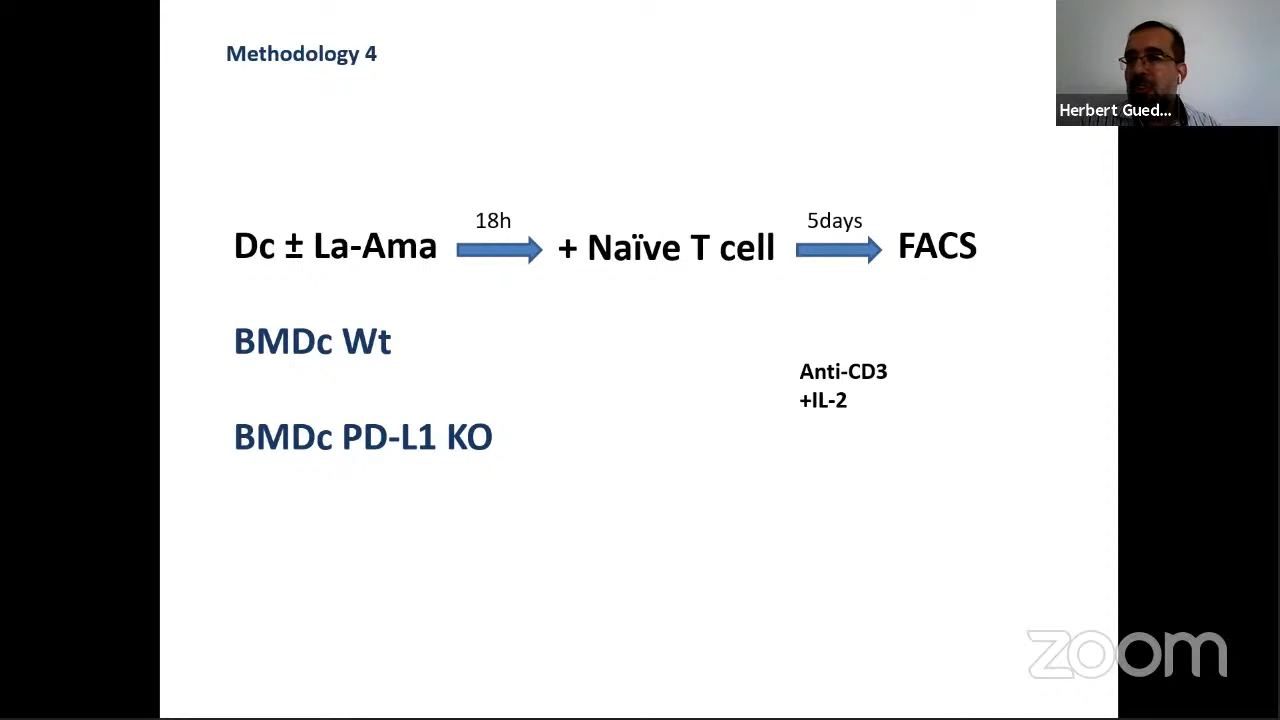 Methodology 4
Herbert Gued...
Dc ± La-Ama
18h
+ Naïve T cell
5days
FACS
BMDc Wt
Anti-CD3
+IL-2
BMDc PD-L1 KO
zoom